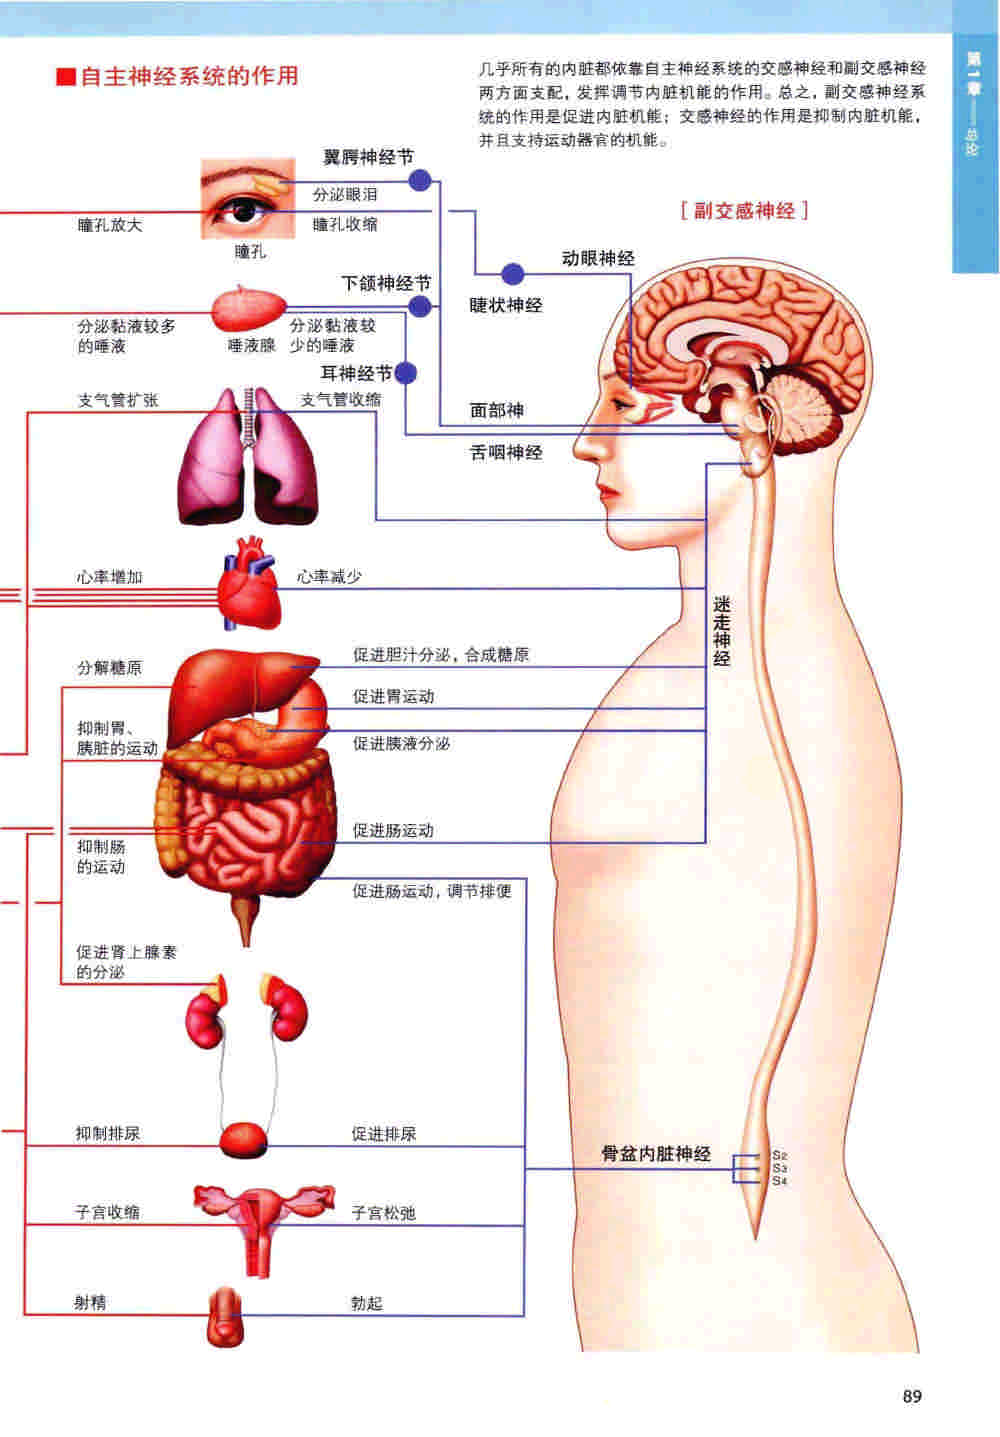 ■自主神经系统的作用
几乎所有的内脏都依靠自主神经系统的交感神经和副交感神经
两方面支配，发挥调节内脏机能的作用。总之，副交感神经系
统的作用是促进内脏机能；交感神经的作用是抑制内脏机能，
并且支持运动器官的机能。
第1章——总论
翼腭神经节
分泌眼泪
瞳孔放大
瞳孔收缩
瞳孔
[副交感神经]
动眼神经
下颌神经节
睫状神经
分泌黏液较多
的唾液
唾液腺
分泌黏液较
少的唾液
耳神经节
支气管扩张
支气管收缩
面部神
舌咽神经
心率增加
心率减少
迷走神经
分解糖原
促进胆汁分泌，合成糖原
促进胃运动
抑制胃、
胰脏的运动
促进胰液分泌
促进肠运动
抑制肠
的运动
促进肠运动，调节排便
促进肾上腺素
的分泌
抑制排尿
促进排尿
骨盆内脏神经
S2
S3
S4
子宫收缩
子宫松弛
射精
勃起
89